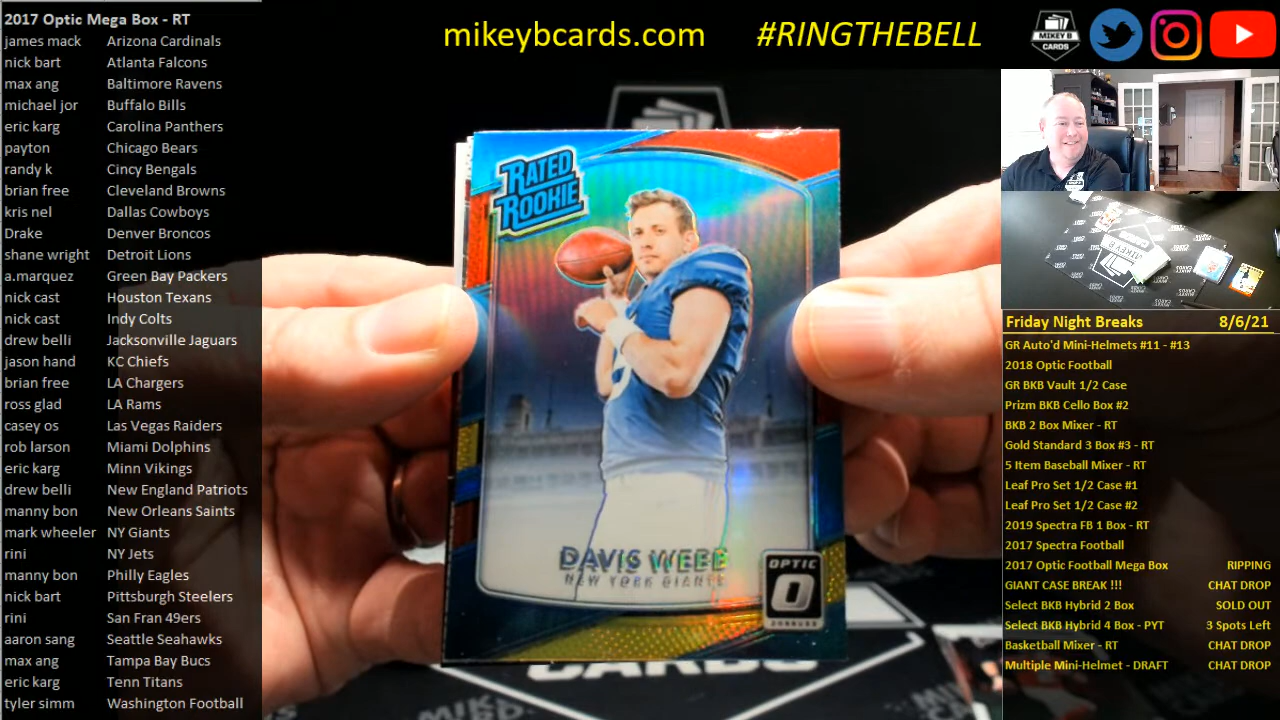 2017 Optic Mega Box - RT
james mack Arizona Cardinals
nick bart Atlanta Falcons
max ang Baltimore Ravens
michael jor Buffalo Bills
eric karg Carolina Panthers
payton Chicago Bears
randy k Cincy Bengals
brian free Cleveland Browns
kris nel Dallas Cowboys
Drake Denver Broncos
shane wright Detroit Lions
a.marquez Green Bay Packers
nick cast Houston Texans
nick cast Indy Colts
drew belli Jacksonville Jaguars
jason hand KC Chiefs
brian free LA Chargers
ross glad LA Rams
casey os Las Vegas Raiders
rob larson Miami Dolphins
eric karg Minn Vikings
drew belli New England Patriots
manny bon New Orleans Saints
mark wheeler NY Giants
rini NY Jets
manny bon Philly Eagles
nick bart Pittsburgh Steelers
rini San Fran 49ers
aaron sang Seattle Seahawks
max ang Tampa Bay Bucs
eric karg Tenn Titans
tyler simm Washington Football
mikeybcards.com #RINGTHEBELL
MIKEY B
CARDS
RATED
ROOKIE
DAVIS WEBB
NEW YORK GIANTS
OPTIC
O
DONRUSS
CARDS
Friday Night Breaks 8/6/21
GR Auto'd Mini-Helmets #11 - #13
2018 Optic Football
GR BKB Vault 1/2 Case
Prizm BKB Cello Box #2
BKB 2 Box Mixer - RT
Gold Standard 3 Box #3 - RT
5 Item Baseball Mixer - RT
Leaf Pro Set 1/2 Case #1
Leaf Pro Set 1/2 Case #2
2019 Spectra FB 1 Box - RT
2017 Spectra Football
2017 Optic Football Mega Box RIPPING
GIANT CASE BREAK !!! CHAT DROP
Select BKB Hybrid 2 Box SOLD OUT
Select BKB Hybrid 4 Box - PYT 3 Spots Left
Basketball Mixer - RT CHAT DROP
Multiple Mini-Helmet - DRAFT CHAT DROP